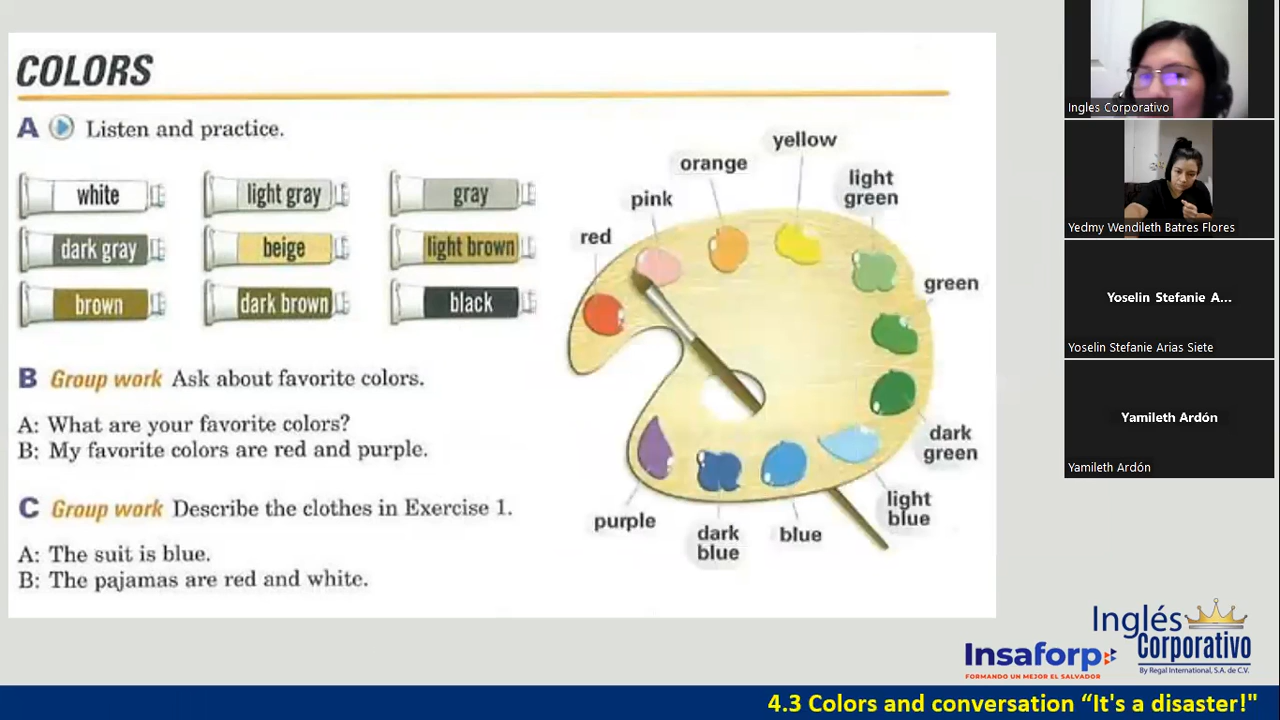 COLORS
A Listen and practice.
white
light gray
gray
dark gray
beige
light brown
brown
dark brown
black
B Group work Ask about favorite colors.
A: What are your favorite colors?
B: My favorite colors are red and purple.
C Group work Describe the clothes in Exercise 1.
A: The suit is blue.
B: The pajamas are red and white.
yellow
orange
light
green
pink
red
green
dark
green
light
blue
blue
dark
blue
purple
Ingles Corporativo
Yedmy Wendileth Batres Flores
Yoselin Stefanie A...
Yoselin Stefanie Arias Siete
Yamileth Ardón
Yamileth Ardón
Insaforp
FORMANDO UN MEJOR EL SALVADOR
Inglés
Corporativo
By Regal International, S.A. de C.V.
4.3 Colors and conversation “It's a disaster!"